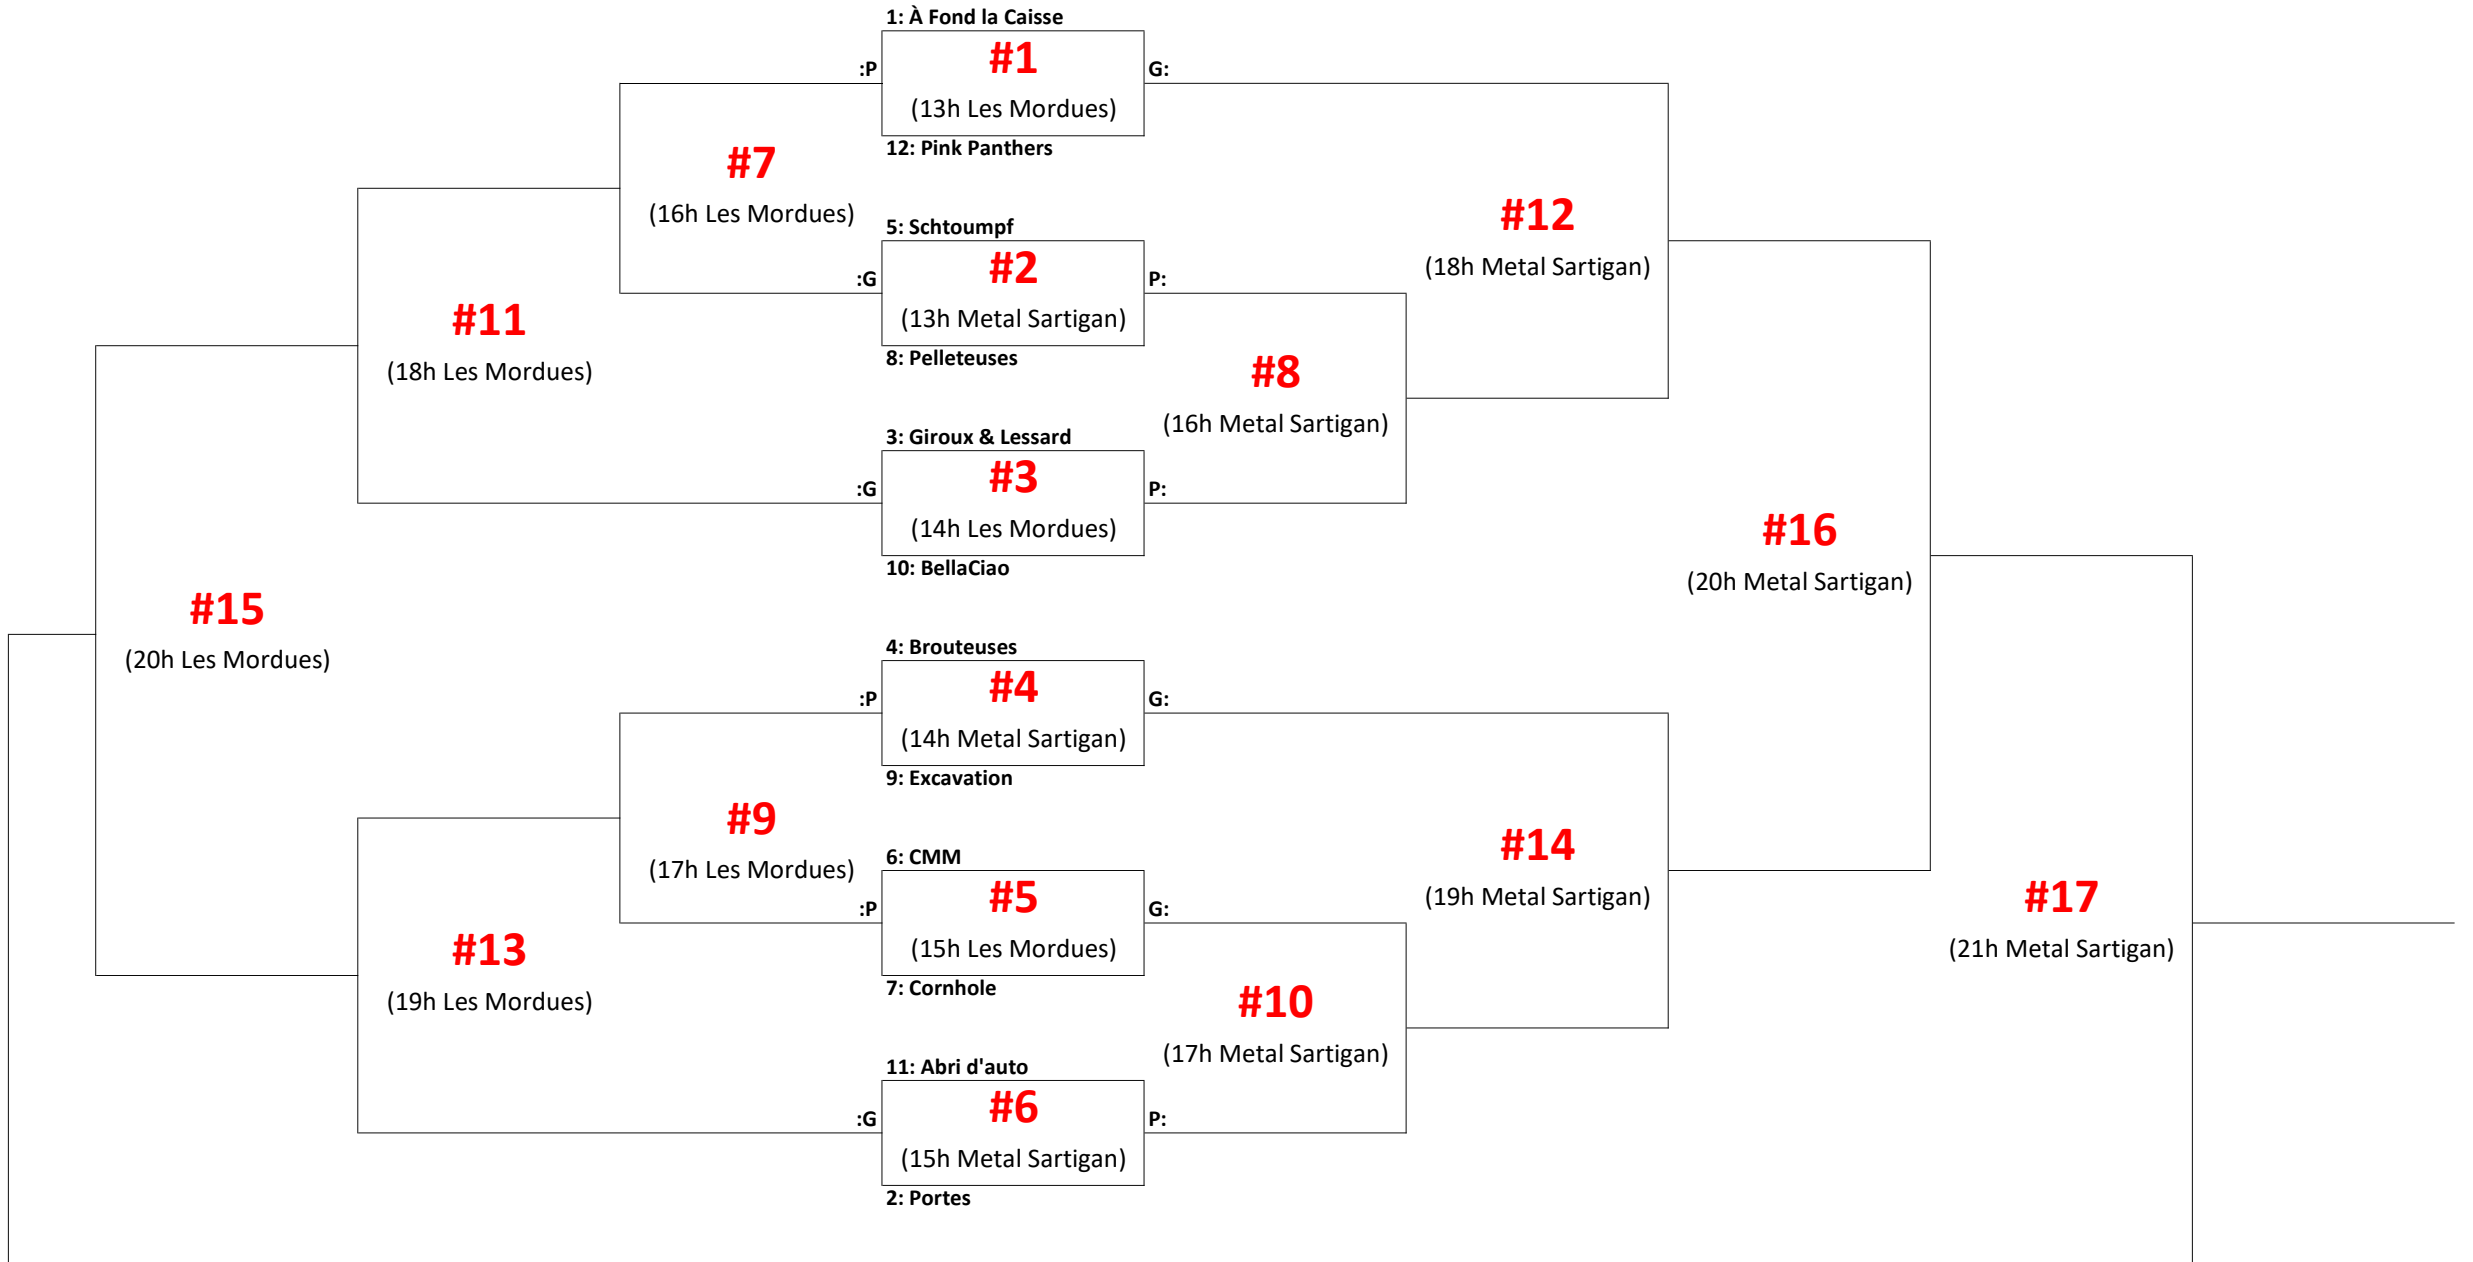 1: À Fond la Caisse
#1
:P
G:
(13h Les Mordues)
12: Pink Panthers
#7
(16h Les Mordues)
#12
(18h Metal Sartigan)
5: Schtoumpf
#2
:G
P:
(13h Metal Sartigan)
8: Pelleteuses
#11
(18h Les Mordues)
#8
(16h Metal Sartigan)
3: Giroux & Lessard
#3
:G
P:
(14h Les Mordues)
10: BellaCiao
#16
(20h Metal Sartigan)
#15
(20h Les Mordues)
4: Brouteuses
#4
:P
G:
(14h Metal Sartigan)
9: Excavation
#9
(17h Les Mordues)
#14
(19h Metal Sartigan)
6: CMM
#5
:P
G:
(15h Les Mordues)
7: Cornhole
#17
(21h Metal Sartigan)
#13
(19h Les Mordues)
#10
(17h Metal Sartigan)
11: Abri d'auto
#6
:G
P:
(15h Metal Sartigan)
2: Portes